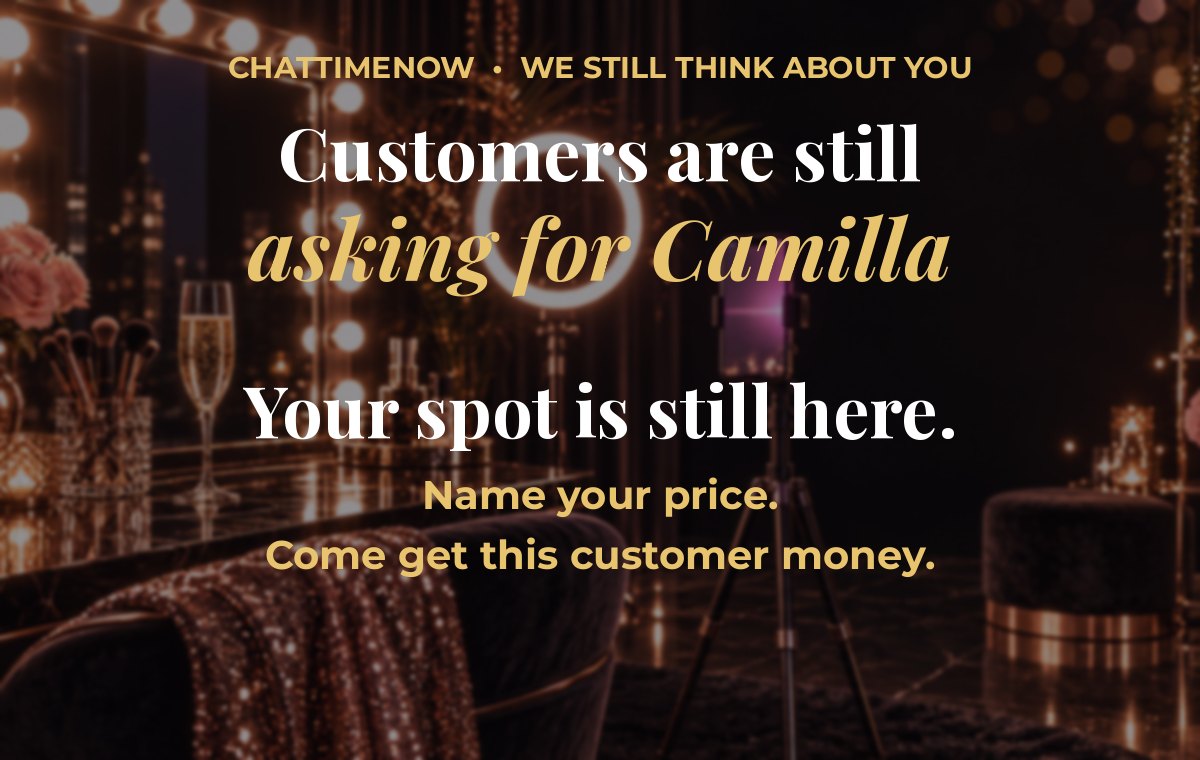 CHATTIMENOW • WE STILL THINK ABOUT YOU
Customers are still
asking for Camilla
Your spot is still here.
Name your price.
Come get this customer money.